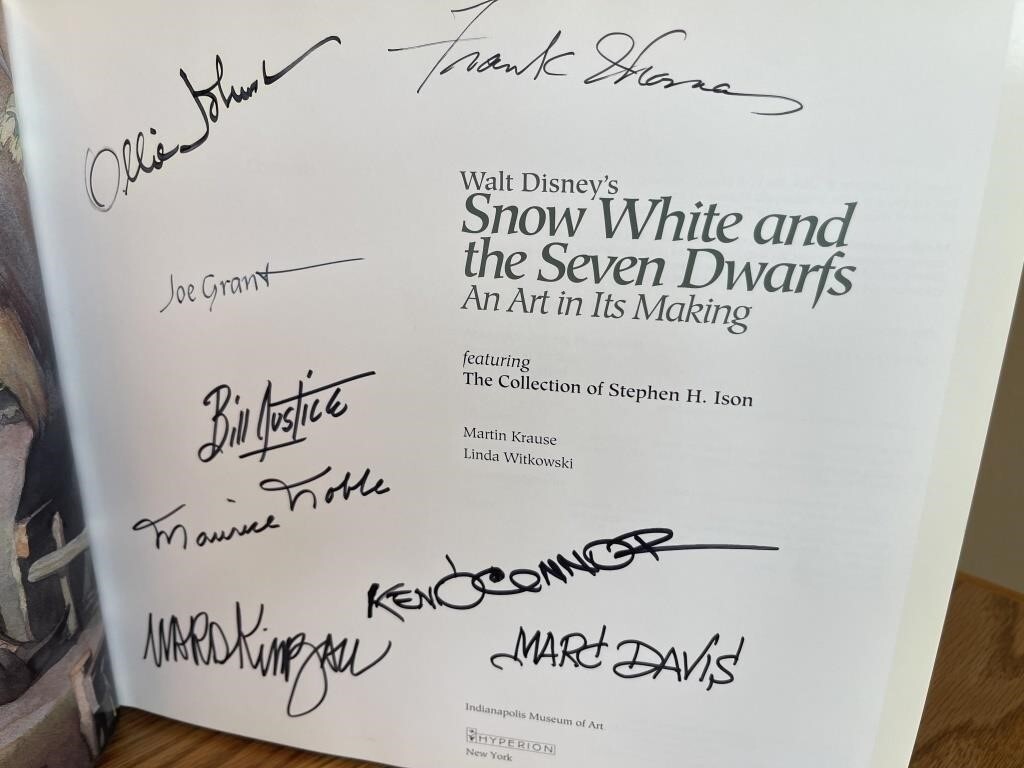 Frank Thomas
Ollie Johnston
Walt Disney's
Snow White and
the Seven Dwarfs
An Art in Its Making
Joe Grant
featuring
The Collection of Stephen H. Ison
Bill Justice
Martin Krause
Linda Witkowski
Maurice Noble
KEN O'CONNOR
WARD KIMBALL
MARC DAVIS
Indianapolis Museum of Art
HYPERION
New York